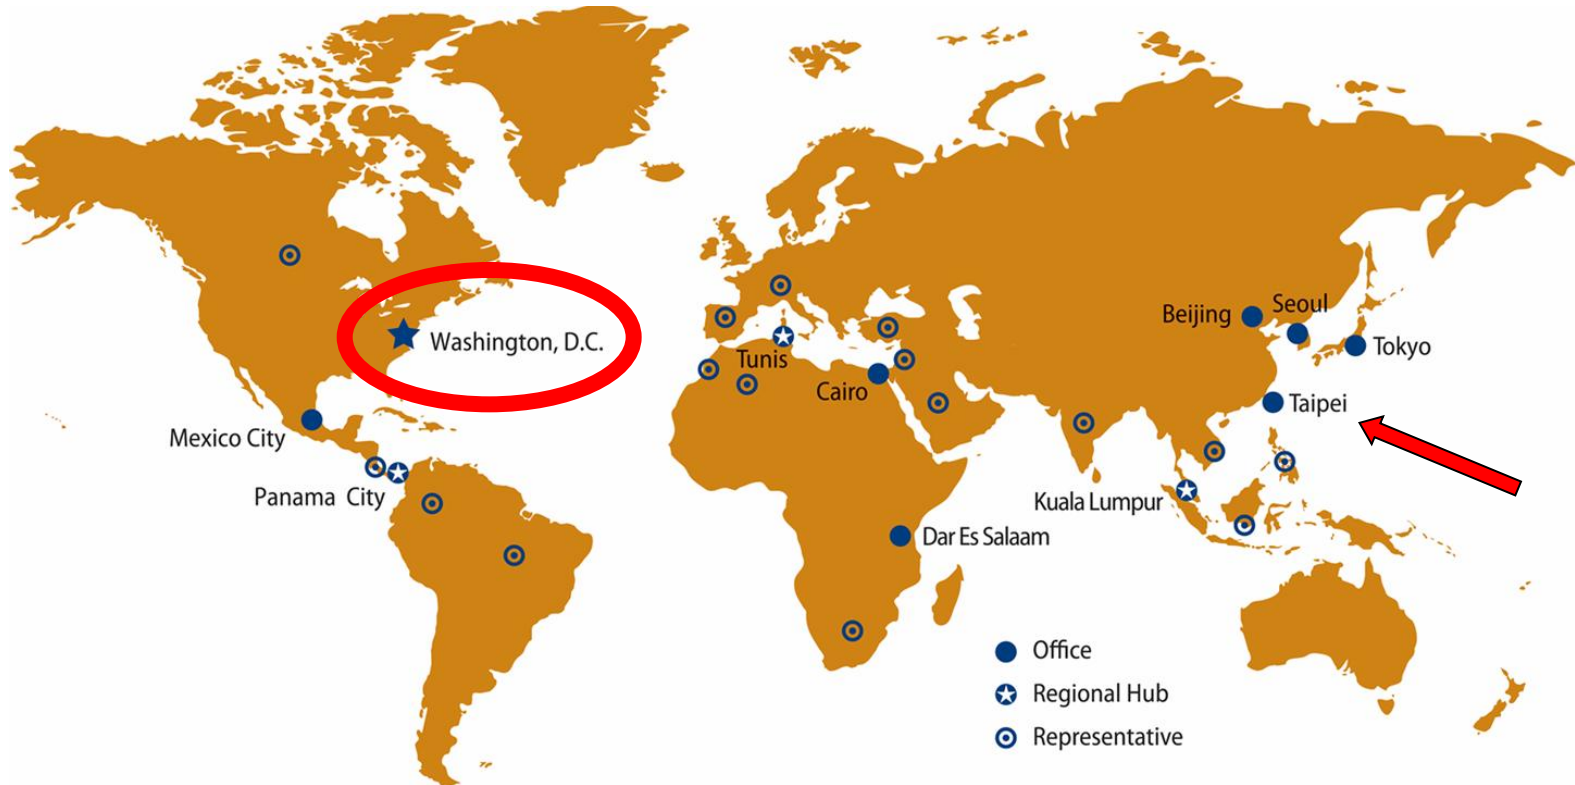 Washington, D.C.
Mexico City
Panama City
Tunis
Cairo
Dar Es Salaam
Beijing
Seoul
Tokyo
Taipei
Kuala Lumpur
Office
Regional Hub
Representative